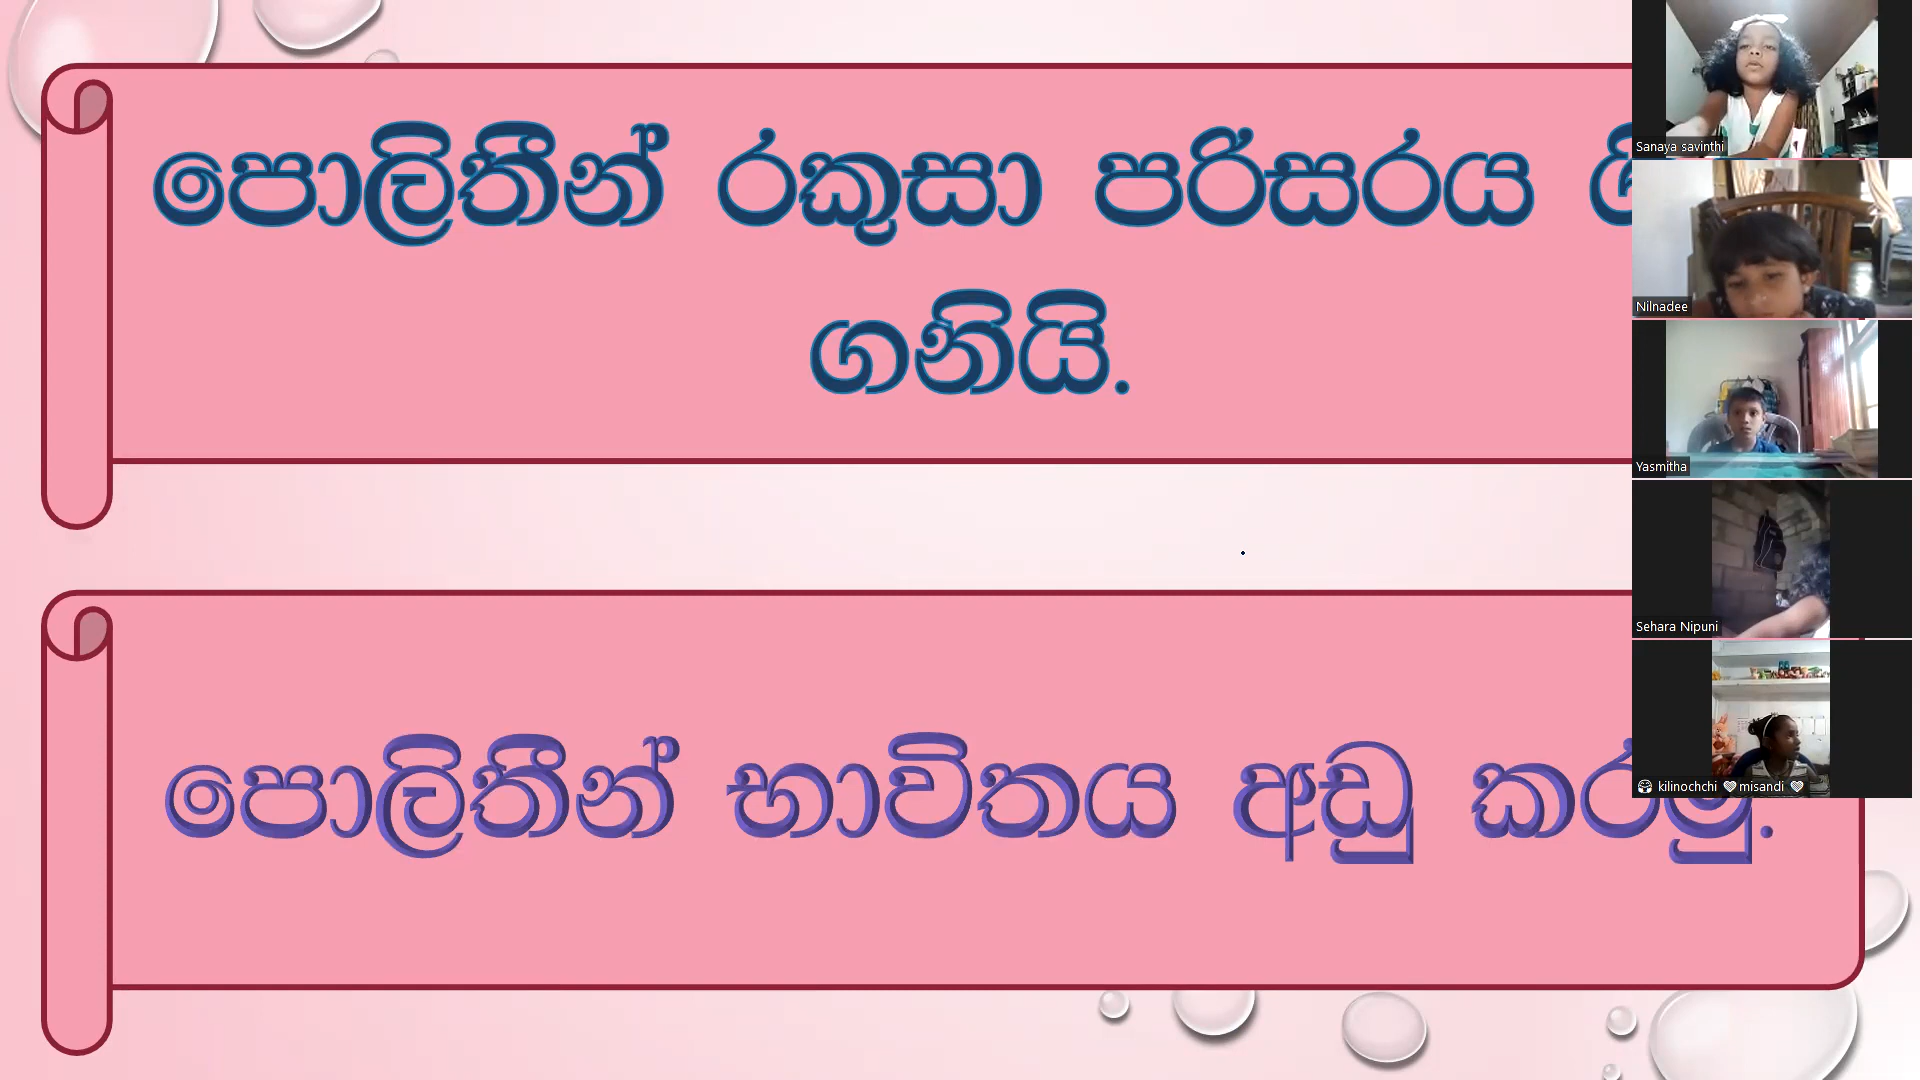 පොලිතීන් රකුසා පරිසරය
ගනියි.
පොලිතීන් භාවිතය අඩු කරමු.
Sanaya savinthi
Nilnadee
Yasmitha
Sehara Nipuni
kilinochchi 🤍misandi 🤍